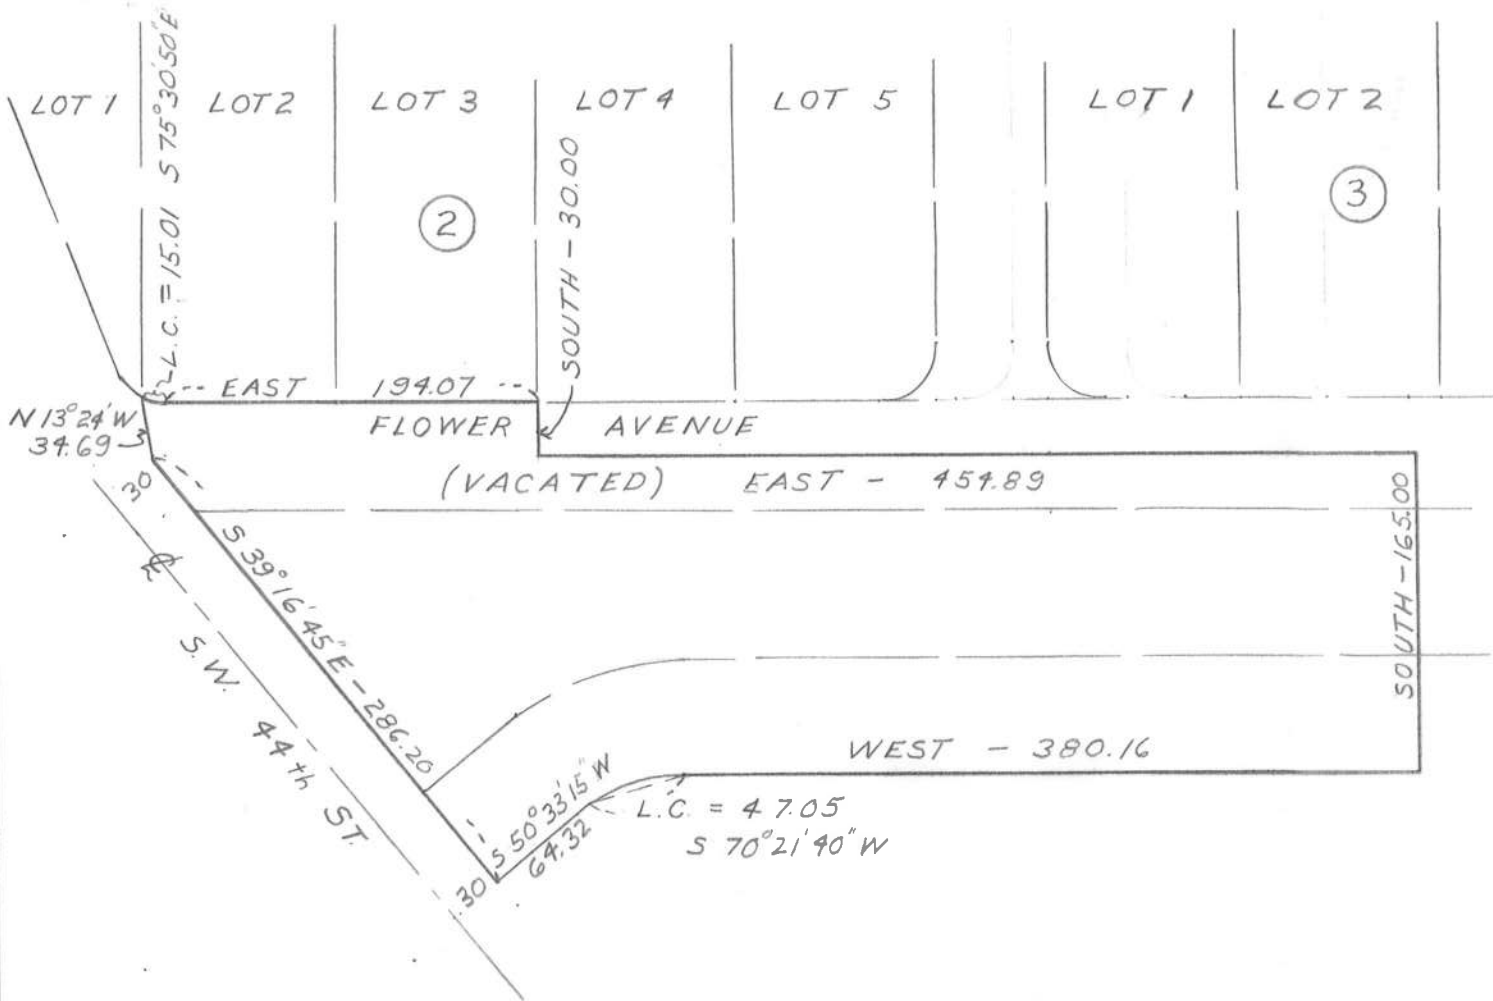 LOT 1
S 75° 30' 50" E
L.C. = 15.01
LOT 2
LOT 3
LOT 4
LOT 5
LOT 1
LOT 2
2
3
SOUTH - 30.00
EAST 194.07
N 13° 24' W
34.69
FLOWER AVENUE
(VACATED) EAST - 454.89
30
℄
S 39° 16' 45" E - 286.20
S.W. 44th ST.
SOUTH - 165.00
WEST - 380.16
S 50° 33' 15" W
64.32
L.C. = 47.05
S 70° 21' 40" W
30